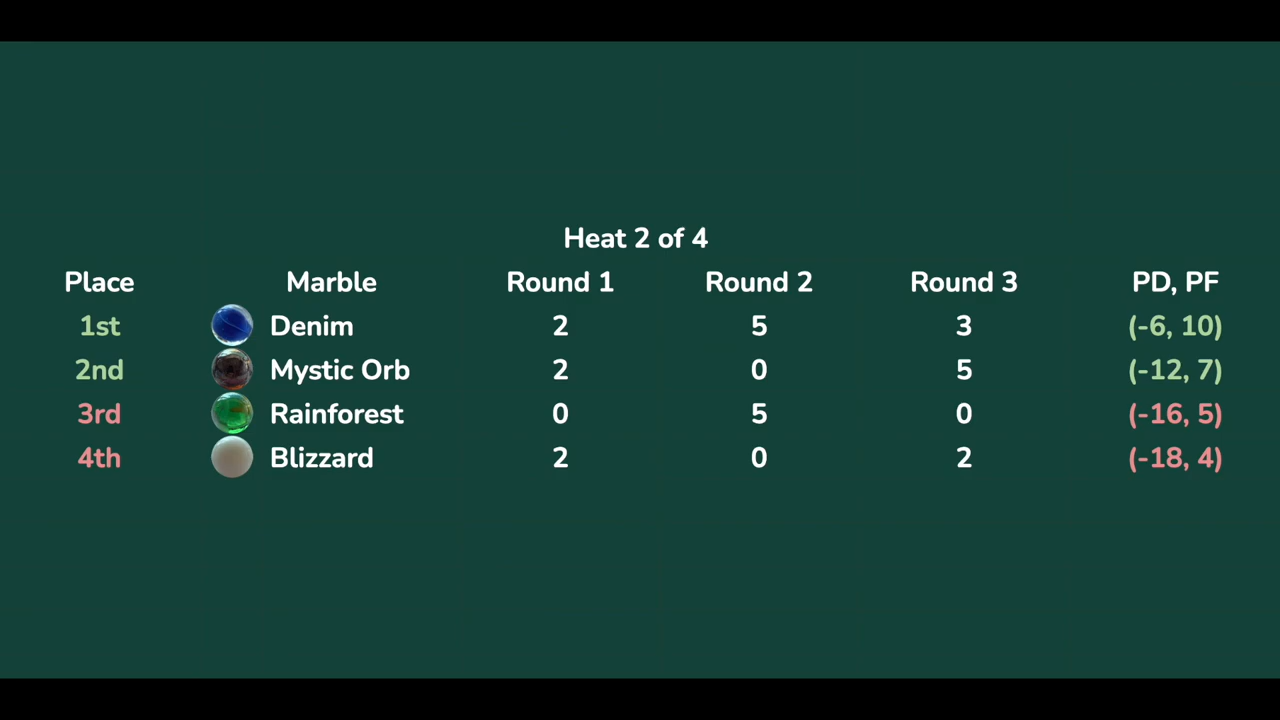 Heat 2 of 4
Place Marble Round 1 Round 2 Round 3 PD, PF
1st Denim 2 5 3 (-6, 10)
2nd Mystic Orb 2 0 5 (-12, 7)
3rd Rainforest 0 5 0 (-16, 5)
4th Blizzard 2 0 2 (-18, 4)